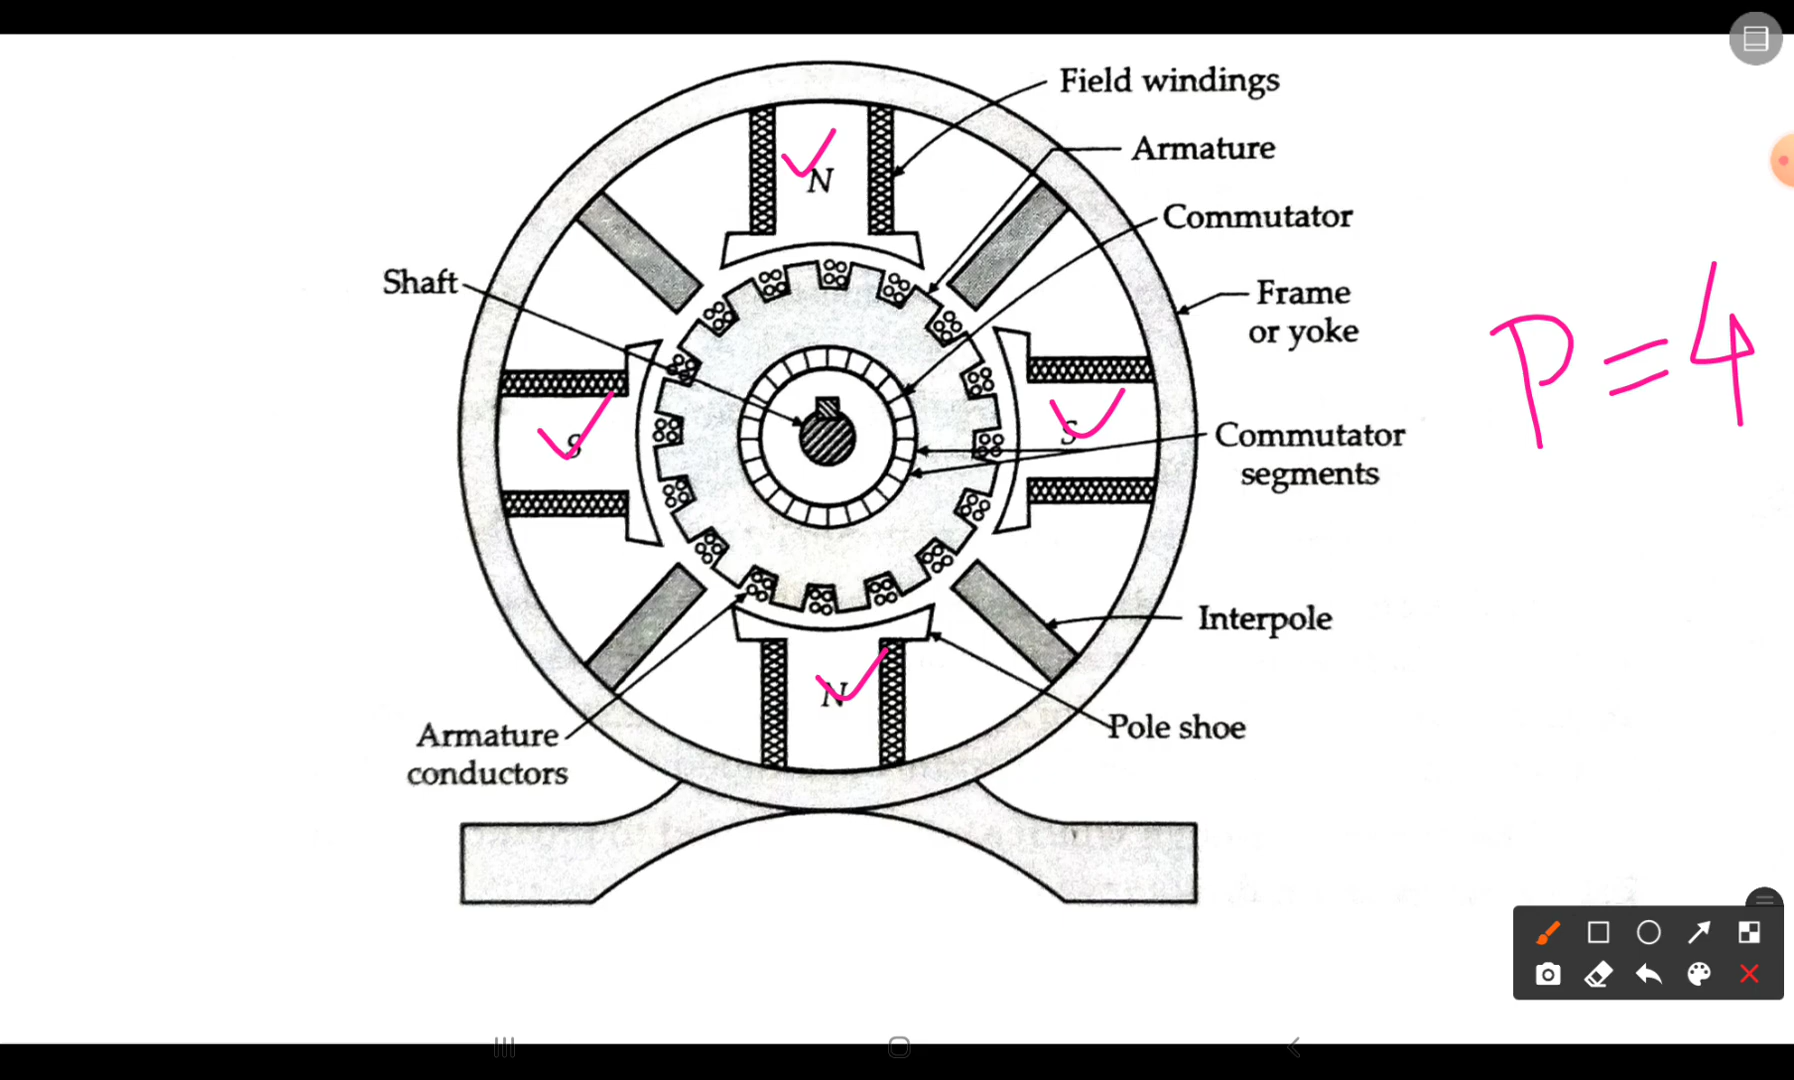 Field windings
Armature
N
Commutator
Shaft
Frame
or yoke
P=4
S
S
Commutator
segments
Interpole
N
Pole shoe
Armature
conductors